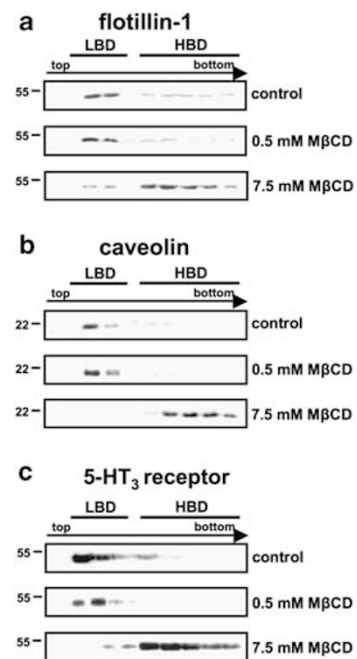 a flotillin-1
LBD HBD
top bottom
55 control
55 0.5 mM MβCD
55 7.5 mM MβCD
b caveolin
LBD HBD
top bottom
22 control
22 0.5 mM MβCD
22 7.5 mM MβCD
c 5-HT₃ receptor
LBD HBD
top bottom
55 control
55 0.5 mM MβCD
55 7.5 mM MβCD